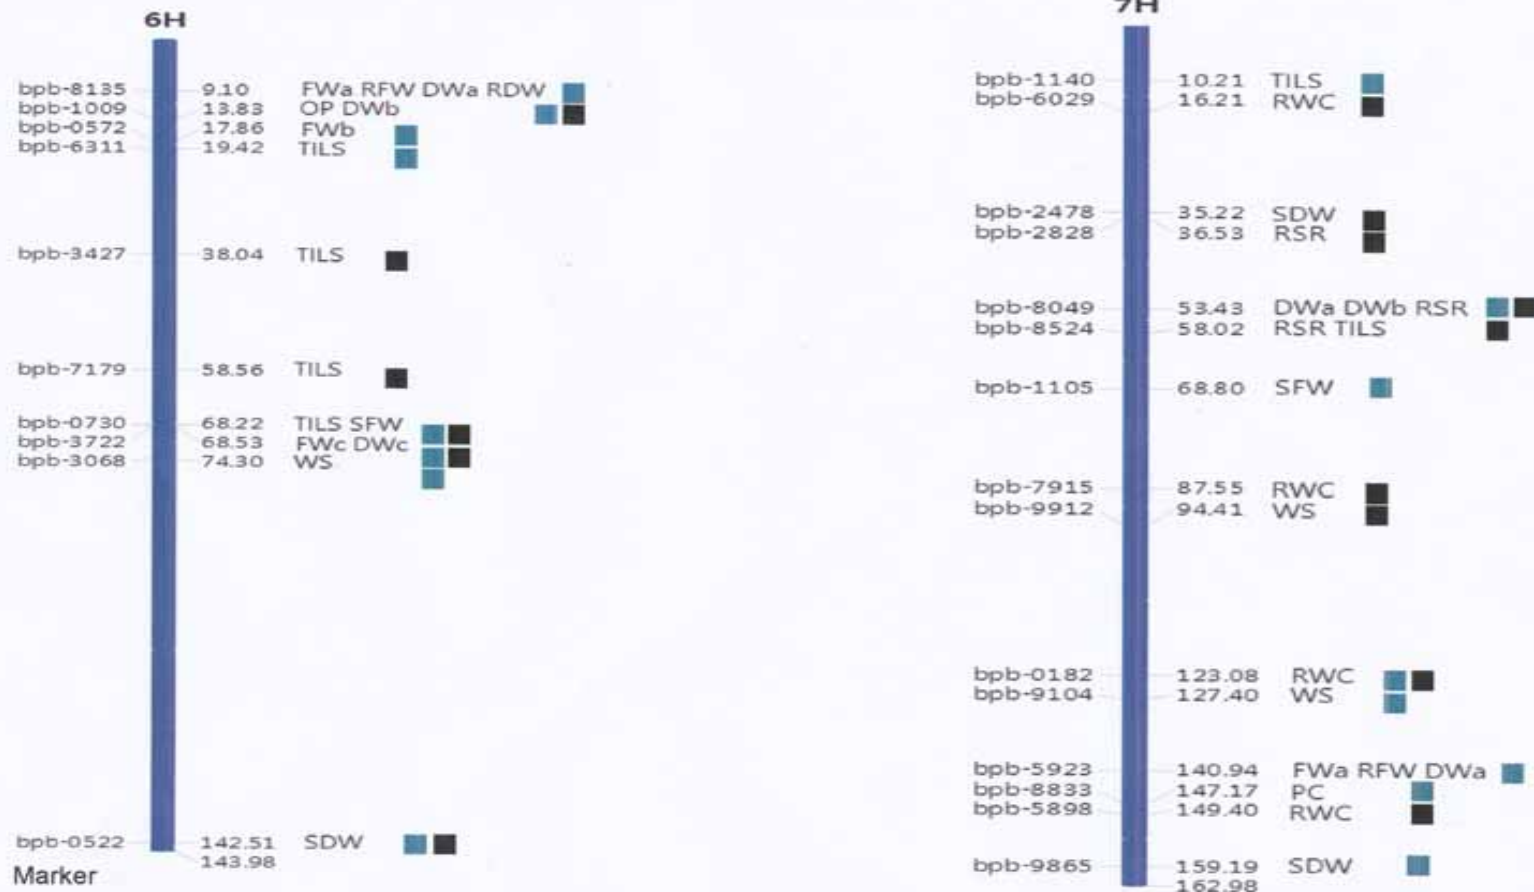 6H
bpb-8135 9.10 FWa RFW DWa RDW
bpb-1009 13.83 OP DWb
bpb-0572 17.86 FWb
bpb-6311 19.42 TILS
bpb-3427 38.04 TILS
bpb-7179 58.56 TILS
bpb-0730 68.22 TILS SFW
bpb-3722 68.53 FWc DWc
bpb-3068 74.30 WS
bpb-0522 142.51 SDW
143.98
Marker
7H
bpb-1140 10.21 TILS
bpb-6029 16.21 RWC
bpb-2478 35.22 SDW
bpb-2828 36.53 RSR
bpb-8049 53.43 DWa DWb RSR
bpb-8524 58.02 RSR TILS
bpb-1105 68.80 SFW
bpb-7915 87.55 RWC
bpb-9912 94.41 WS
bpb-0182 123.08 RWC
bpb-9104 127.40 WS
bpb-5923 140.94 FWa RFW DWa
bpb-8833 147.17 PC
bpb-5898 149.40 RWC
bpb-9865 159.19 SDW
162.98